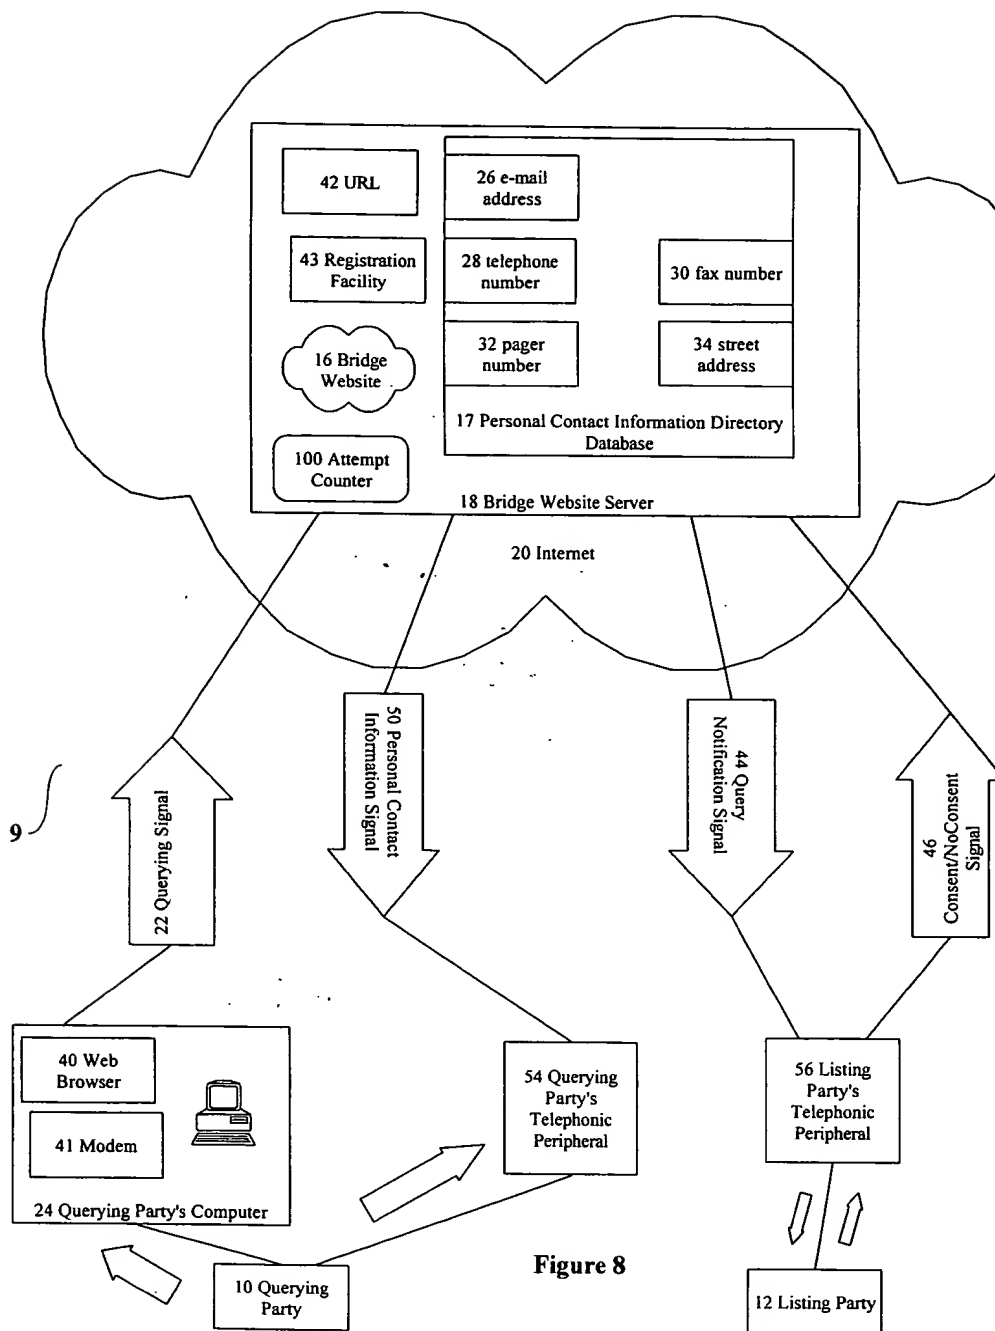 42 URL
26 e-mail
address
43 Registration
Facility
28 telephone
number
30 fax number
16 Bridge
Website
32 pager
number
34 street
address
17 Personal Contact Information Directory
Database
100 Attempt
Counter
18 Bridge Website Server
20 Internet
9
22 Querying Signal
50 Personal Contact
Information Signal
44 Query
Notification Signal
46
Consent/NoConsent
Signal
40 Web
Browser
41 Modem
24 Querying Party's Computer
54 Querying
Party's
Telephonic
Peripheral
56 Listing
Party's
Telephonic
Peripheral
10 Querying
Party
Figure 8
12 Listing Party